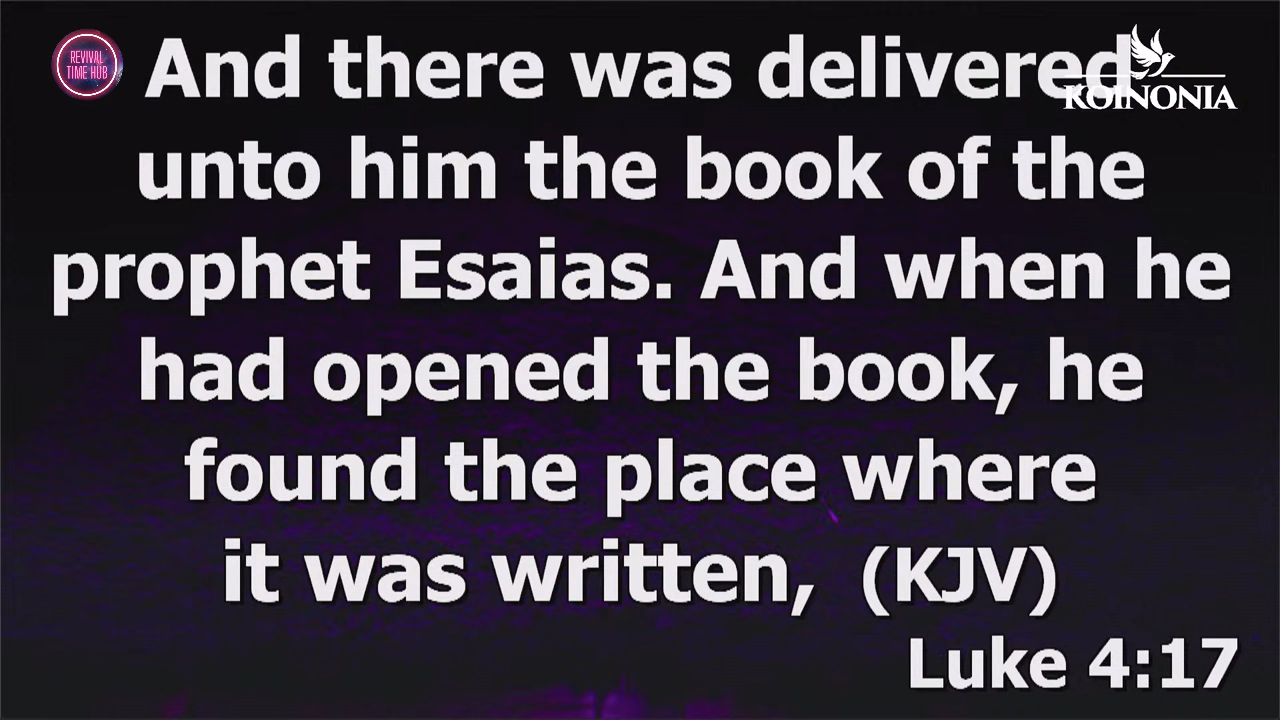 REVIVAL
TIME HUB
And there was delivered
KOINONIA
unto him the book of the
prophet Esaias. And when he
had opened the book, he
found the place where
it was written, (KJV)
Luke 4:17